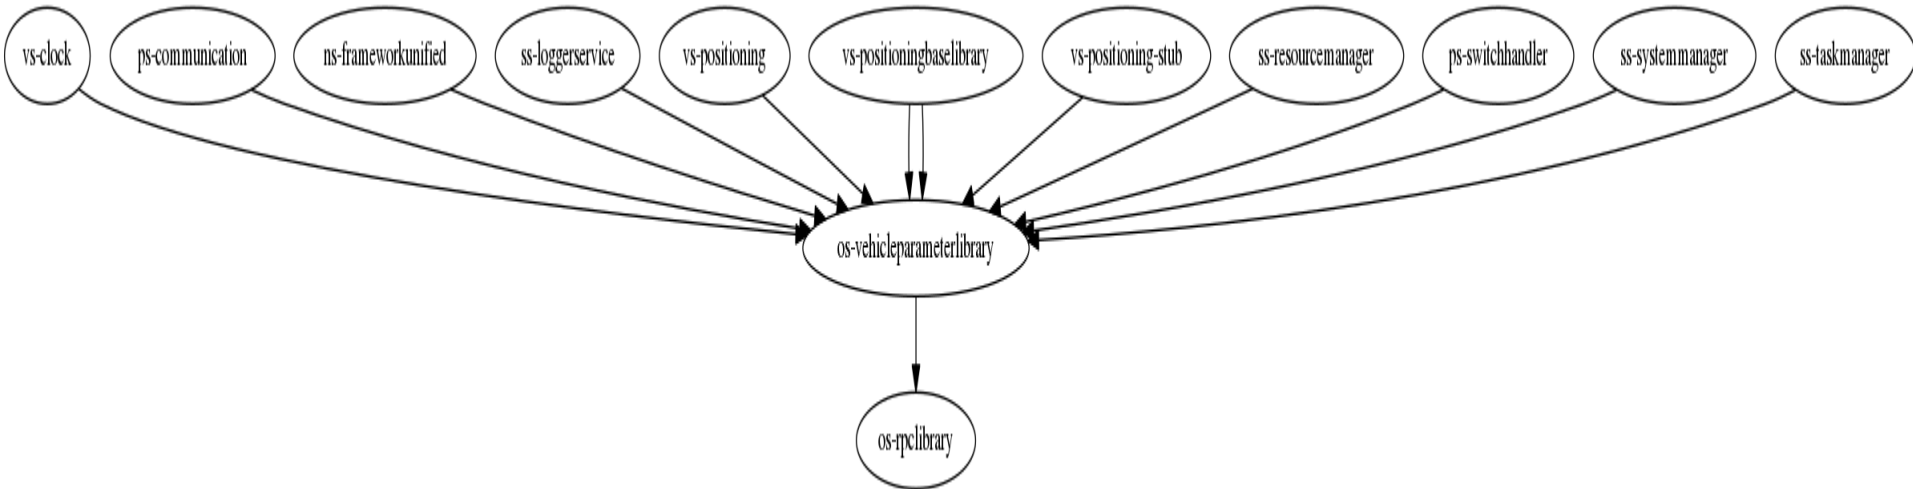 vs-clock
ps-communication
ns-frameworkunified
ss-loggerservice
vs-positioning
vs-positioningbaselibrary
vs-positioning-stub
ss-resourcemanager
ps-switchhandler
ss-systemmanager
ss-taskmanager
os-vehicleparameterlibrary
os-rpclibrary